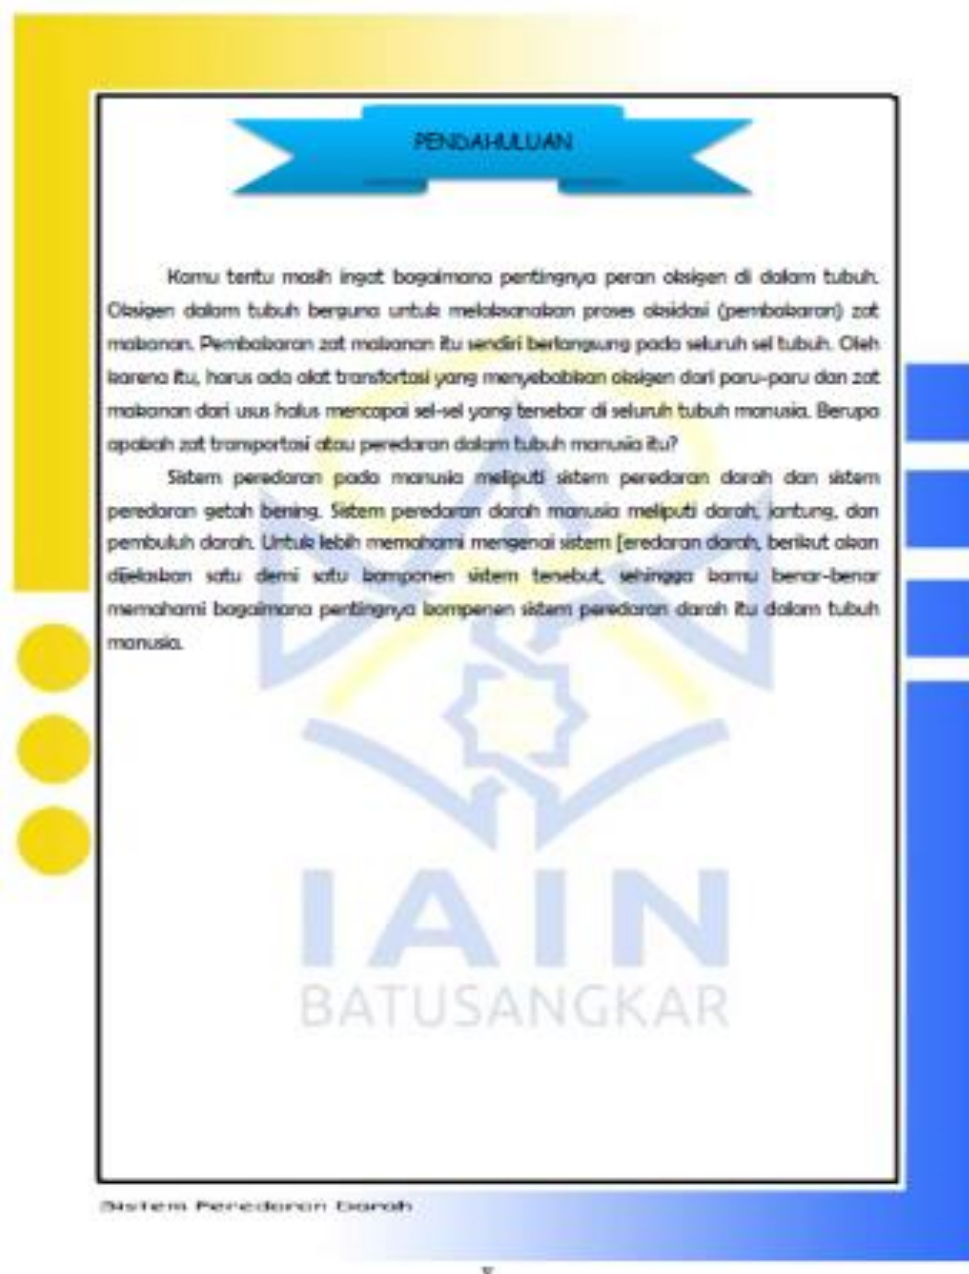 PENDAHULUAN
Kamu tentu masih ingat bagaimana pentingnya peran oksigen di dalam tubuh.
Oksigen dalam tubuh berguna untuk melaksanakan proses oksidasi (pembakaran) zat
makanan. Pembakaran zat makanan itu sendiri berlangsung pada seluruh sel tubuh. Oleh
karena itu, harus ada alat transfortasi yang menyebabkan oksigen dari paru-paru dan zat
makanan dari usus halus mencapai sel-sel yang tersebar di seluruh tubuh manusia. Berupa
apakah zat transportasi atau peredaran dalam tubuh manusia itu?
Sistem peredaran pada manusia meliputi sistem peredaran darah dan sistem
peredaran getah bening. Sistem peredaran darah manusia meliputi darah, jantung, dan
pembuluh darah. Untuk lebih memahami mengenai sistem [eredaran darah, berikut akan
dijelaskan satu demi satu komponen sistem tersebut, sehingga kamu benar-benar
memahami bagaimana pentingnya kompenen sistem peredaran darah itu dalam tubuh
manusia.
IAIN
BATUSANGKAR
Sistem Peredaran Darah
v